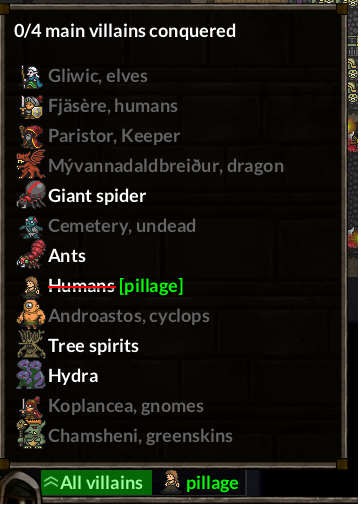 0/4 main villains conquered
Gliwic, elves
Fjäsère, humans
Paristor, Keeper
Mývannadaldbreiður, dragon
Giant spider
Cemetery, undead
Ants
Humans [pillage]
Androastos, cyclops
Tree spirits
Hydra
Koplancea, gnomes
Chamsheni, greenskins
All villains pillage